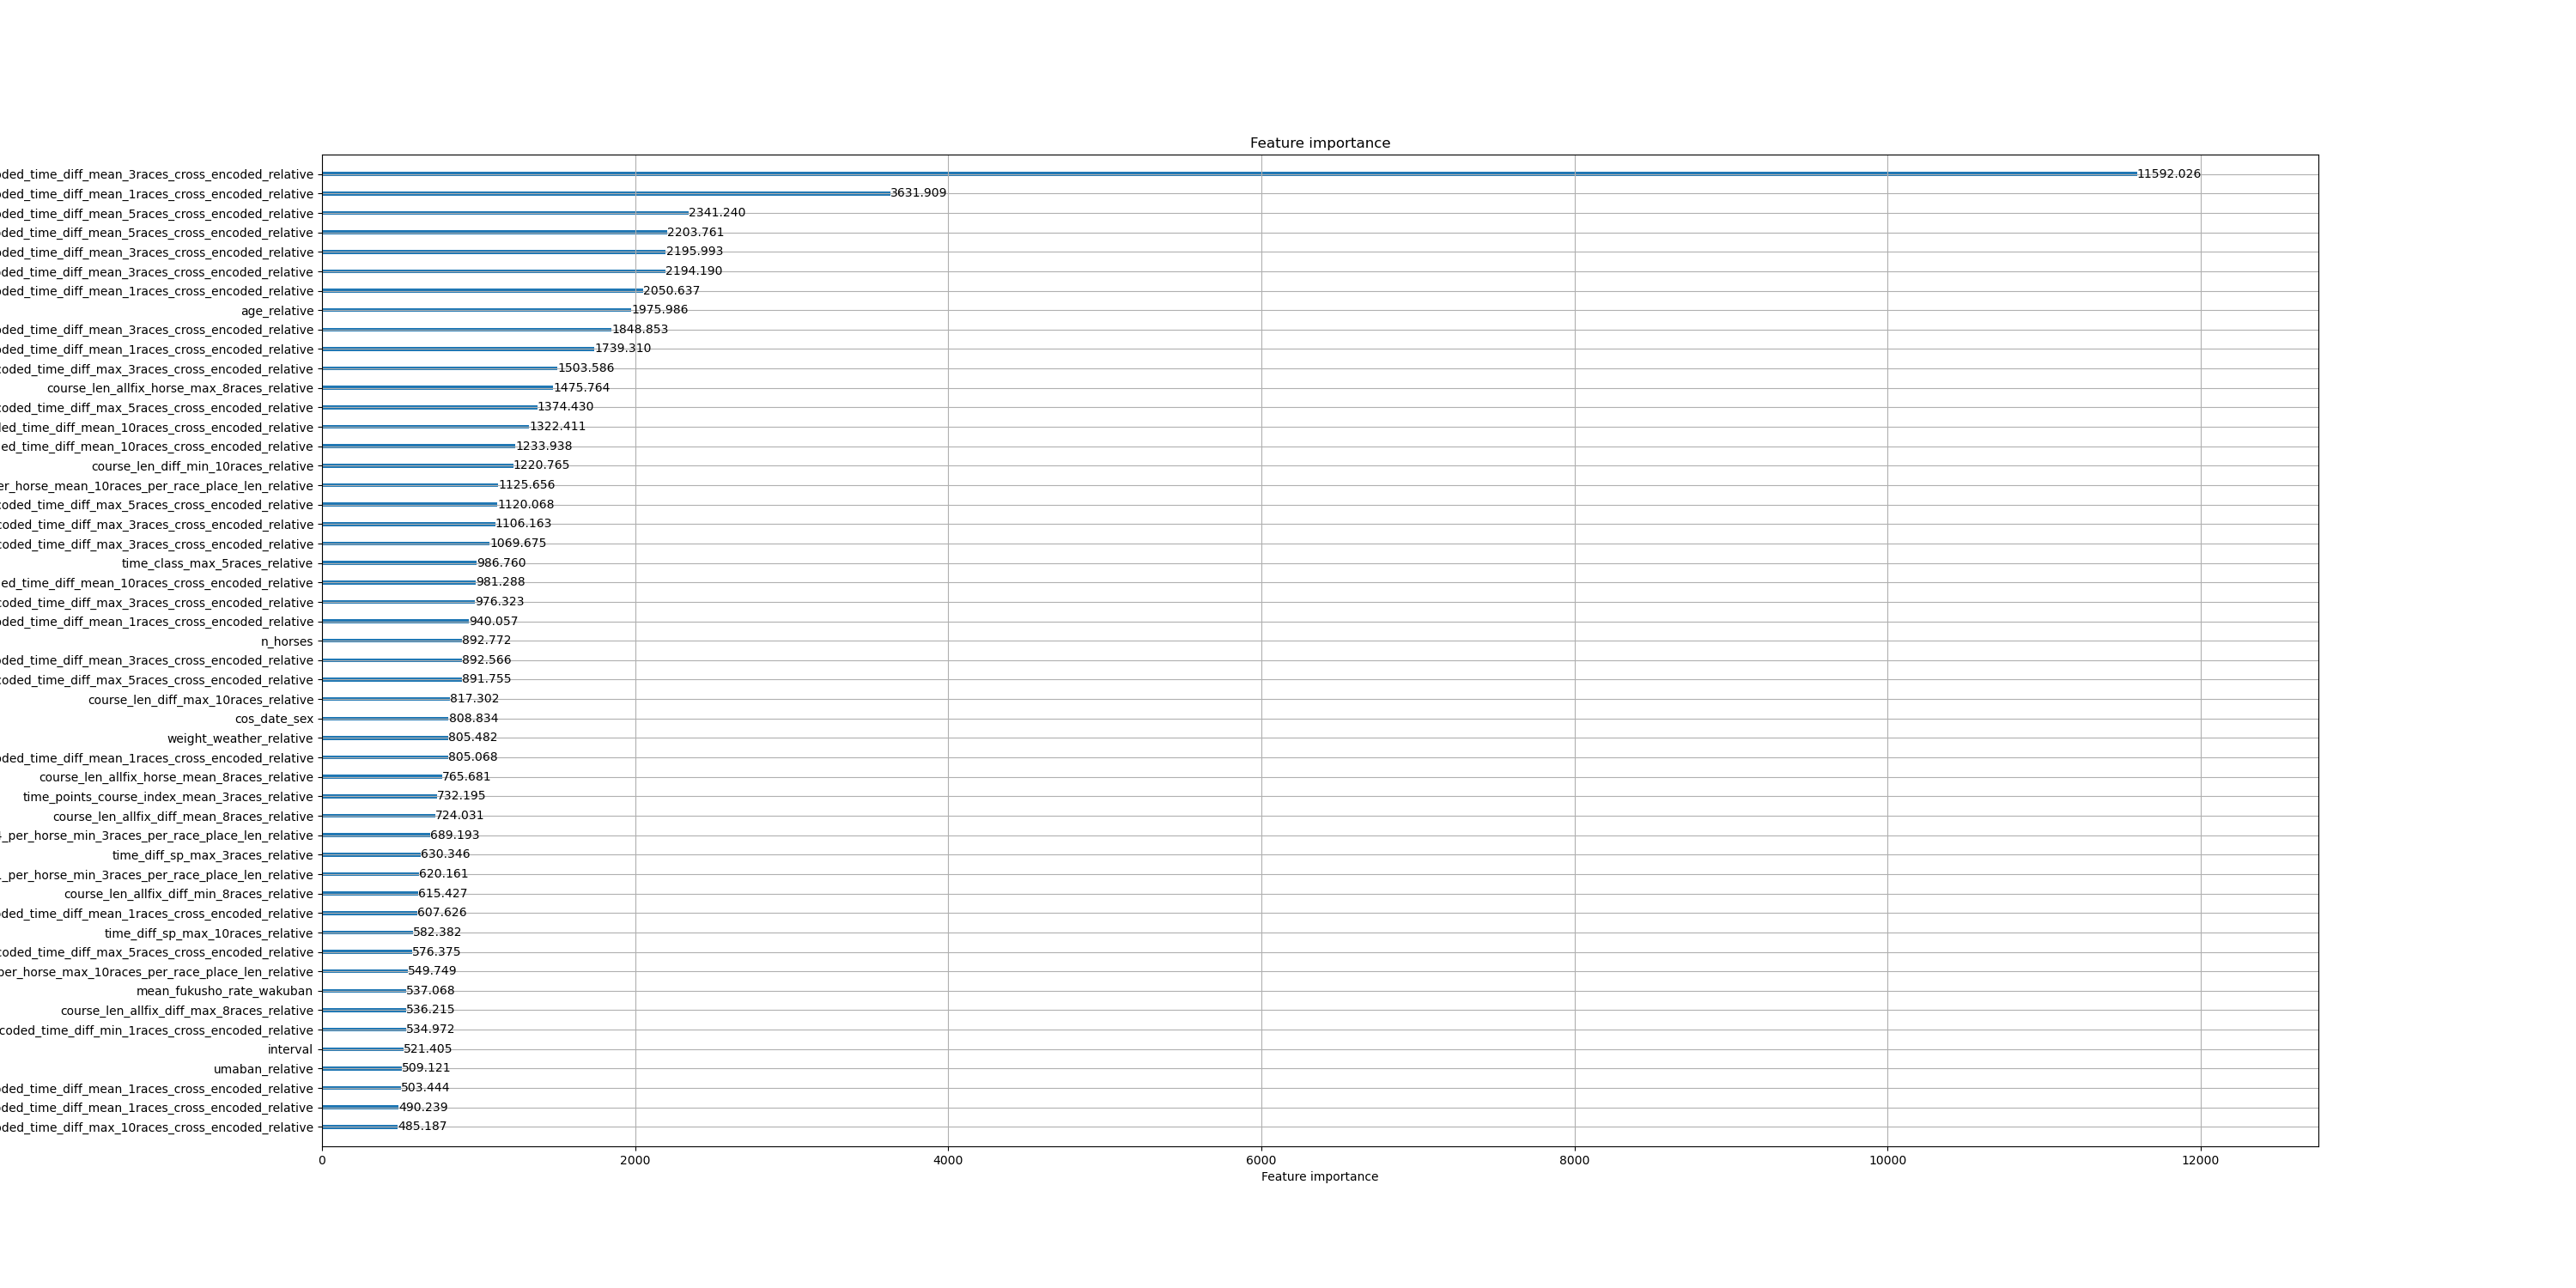 Feature importance
oded_time_diff_mean_3races_cross_encoded_relative 11592.026
oded_time_diff_mean_1races_cross_encoded_relative 3631.909
oded_time_diff_mean_5races_cross_encoded_relative 2341.240
oded_time_diff_mean_5races_cross_encoded_relative 2203.761
oded_time_diff_mean_3races_cross_encoded_relative 2195.993
oded_time_diff_mean_3races_cross_encoded_relative 2194.190
oded_time_diff_mean_1races_cross_encoded_relative 2050.637
age_relative 1975.986
oded_time_diff_mean_3races_cross_encoded_relative 1848.853
oded_time_diff_mean_1races_cross_encoded_relative 1739.310
coded_time_diff_max_3races_cross_encoded_relative 1503.586
course_len_allfix_horse_max_8races_relative 1475.764
coded_time_diff_max_5races_cross_encoded_relative 1374.430
ded_time_diff_mean_10races_cross_encoded_relative 1322.411
ed_time_diff_mean_10races_cross_encoded_relative 1233.938
course_len_diff_min_10races_relative 1220.765
er_horse_mean_10races_per_race_place_len_relative 1125.656
coded_time_diff_max_5races_cross_encoded_relative 1120.068
coded_time_diff_max_3races_cross_encoded_relative 1106.163
coded_time_diff_max_3races_cross_encoded_relative 1069.675
time_class_max_5races_relative 986.760
ed_time_diff_mean_10races_cross_encoded_relative 981.288
coded_time_diff_max_3races_cross_encoded_relative 976.323
oded_time_diff_mean_1races_cross_encoded_relative 940.057
n_horses 892.772
oded_time_diff_mean_3races_cross_encoded_relative 892.566
coded_time_diff_max_5races_cross_encoded_relative 891.755
course_len_diff_max_10races_relative 817.302
cos_date_sex 808.834
weight_weather_relative 805.482
oded_time_diff_mean_1races_cross_encoded_relative 805.068
course_len_allfix_horse_mean_8races_relative 765.681
time_points_course_index_mean_3races_relative 732.195
course_len_allfix_diff_mean_8races_relative 724.031
_per_horse_min_3races_per_race_place_len_relative 689.193
time_diff_sp_max_3races_relative 630.346
_per_horse_min_3races_per_race_place_len_relative 620.161
course_len_allfix_diff_min_8races_relative 615.427
oded_time_diff_mean_1races_cross_encoded_relative 607.626
time_diff_sp_max_10races_relative 582.382
coded_time_diff_max_5races_cross_encoded_relative 576.375
per_horse_max_10races_per_race_place_len_relative 549.749
mean_fukusho_rate_wakuban 537.068
course_len_allfix_diff_max_8races_relative 536.215
coded_time_diff_min_1races_cross_encoded_relative 534.972
interval 521.405
umaban_relative 509.121
oded_time_diff_mean_1races_cross_encoded_relative 503.444
oded_time_diff_mean_1races_cross_encoded_relative 490.239
oded_time_diff_max_10races_cross_encoded_relative 485.187
0 2000 4000 6000 8000 10000 12000
Feature importance